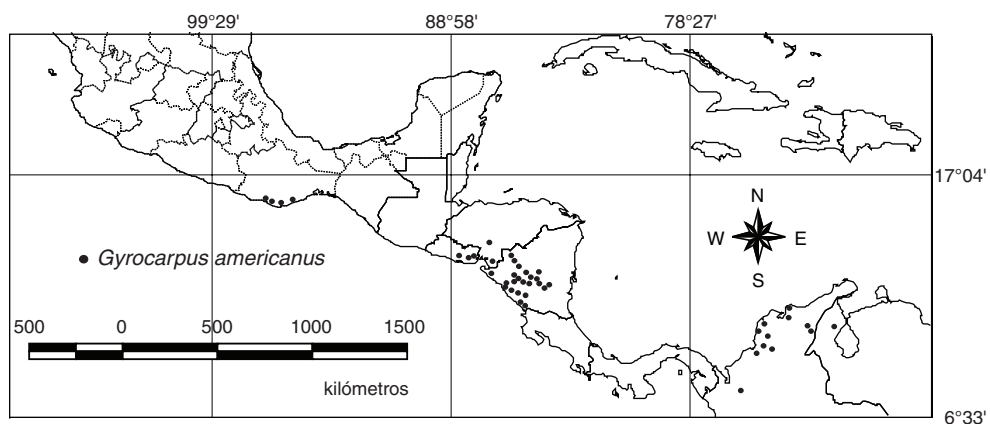 99°29' 88°58' 78°27'
17°04'
N
W E
S
Gyrocarpus americanus
500 0 500 1000 1500
kilómetros
6°33'